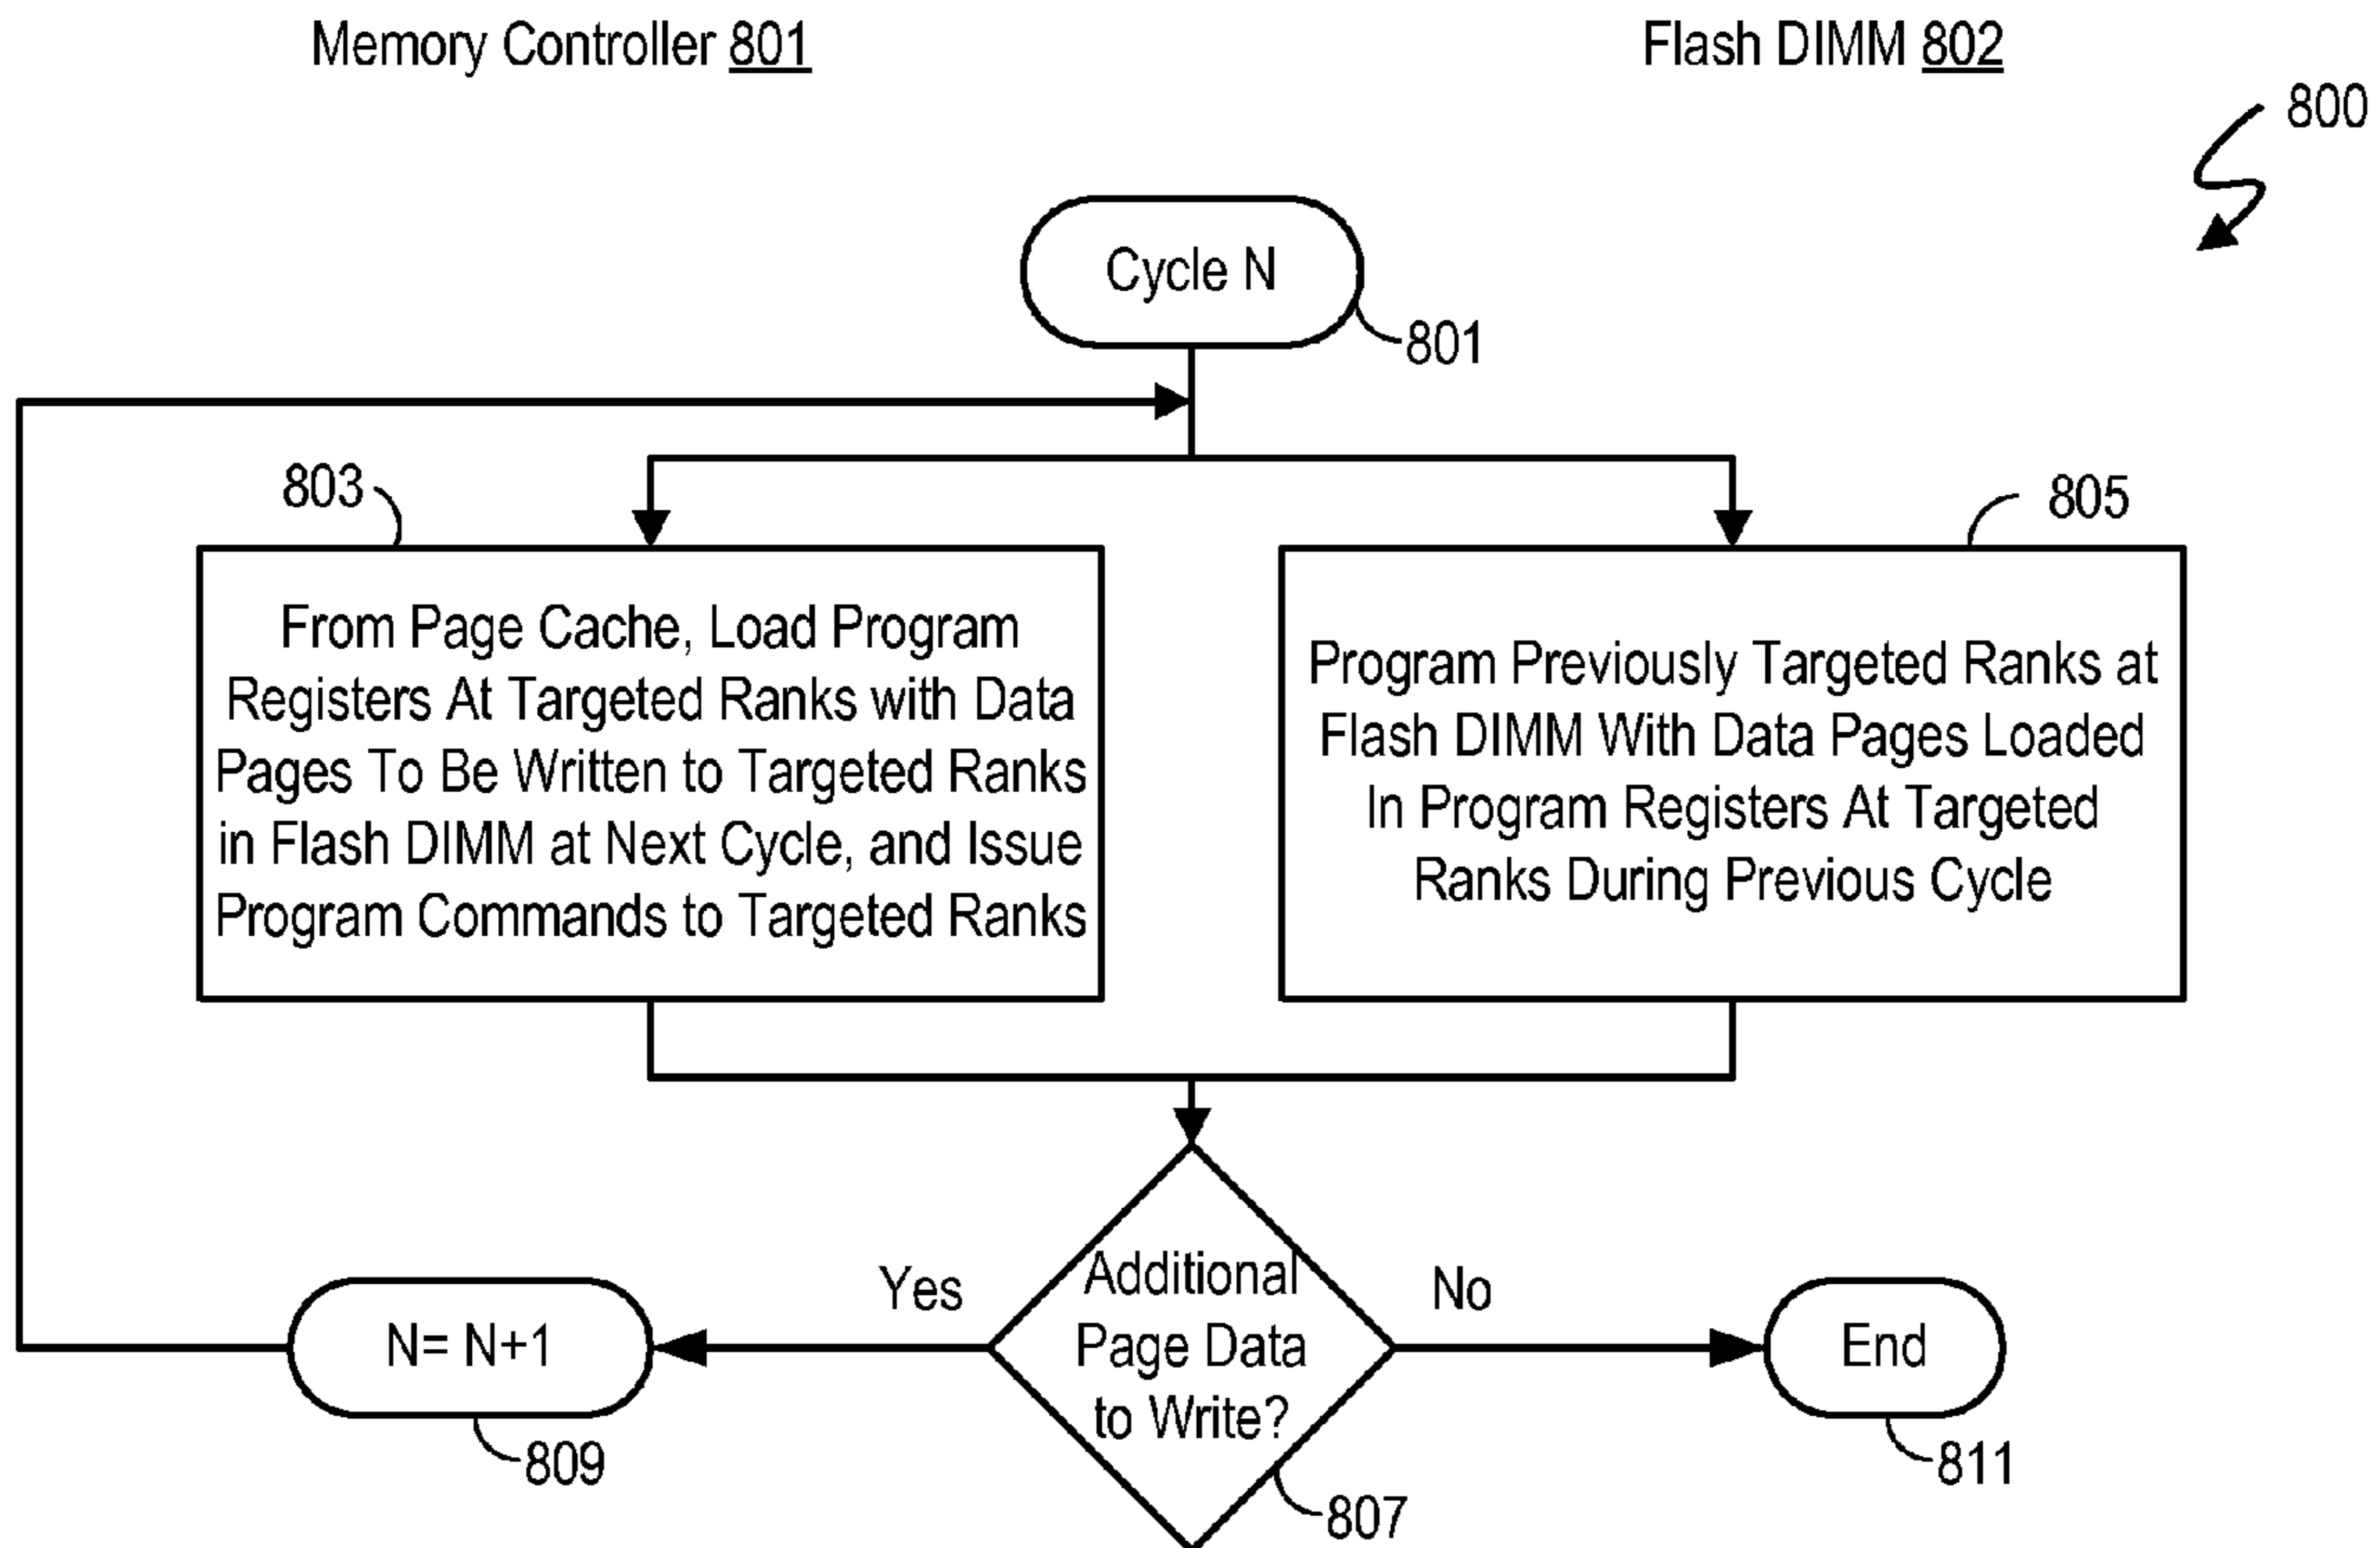 Memory Controller 801
Flash DIMM 802
800
Cycle N
801
803
805
From Page Cache, Load Program
Registers At Targeted Ranks with Data
Pages To Be Written to Targeted Ranks
in Flash DIMM at Next Cycle, and Issue
Program Commands to Targeted Ranks
Program Previously Targeted Ranks at
Flash DIMM With Data Pages Loaded
In Program Registers At Targeted
Ranks During Previous Cycle
Additional
Page Data
to Write?
807
Yes
No
N= N+1
809
End
811